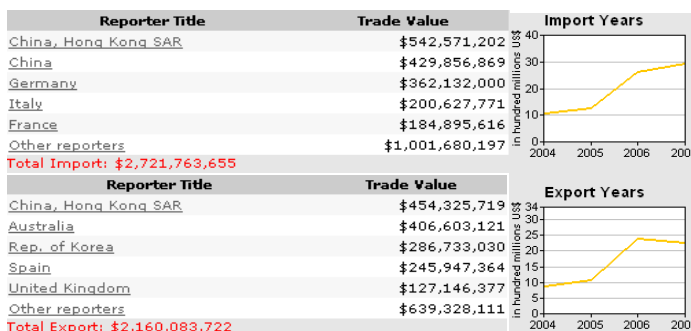 Reporter Title Trade Value
China, Hong Kong SAR $542,571,202
China $429,856,869
Germany $362,132,000
Italy $200,627,771
France $184,895,616
Other reporters $1,001,680,197
Total Import: $2,721,763,655
Import Years
in hundred millions US$
40
30
20
10
0
2004 2005 2006 200
Reporter Title Trade Value
China, Hong Kong SAR $454,325,719
Australia $406,603,121
Rep. of Korea $286,733,030
Spain $245,947,364
United Kingdom $127,146,377
Other reporters $639,328,111
Total Export: $2,160,083,722
Export Years
in hundred millions US$
34
30
25
20
15
10
5
0
2004 2005 2006 200